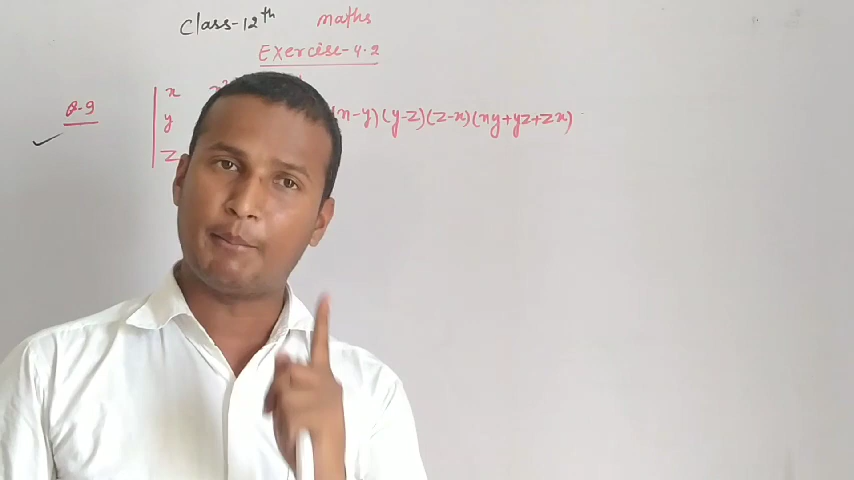 Class-12th maths
Exercise-4.2
Q-9
x
y (x-y)(y-z)(z-x)(xy+yz+zx)
z